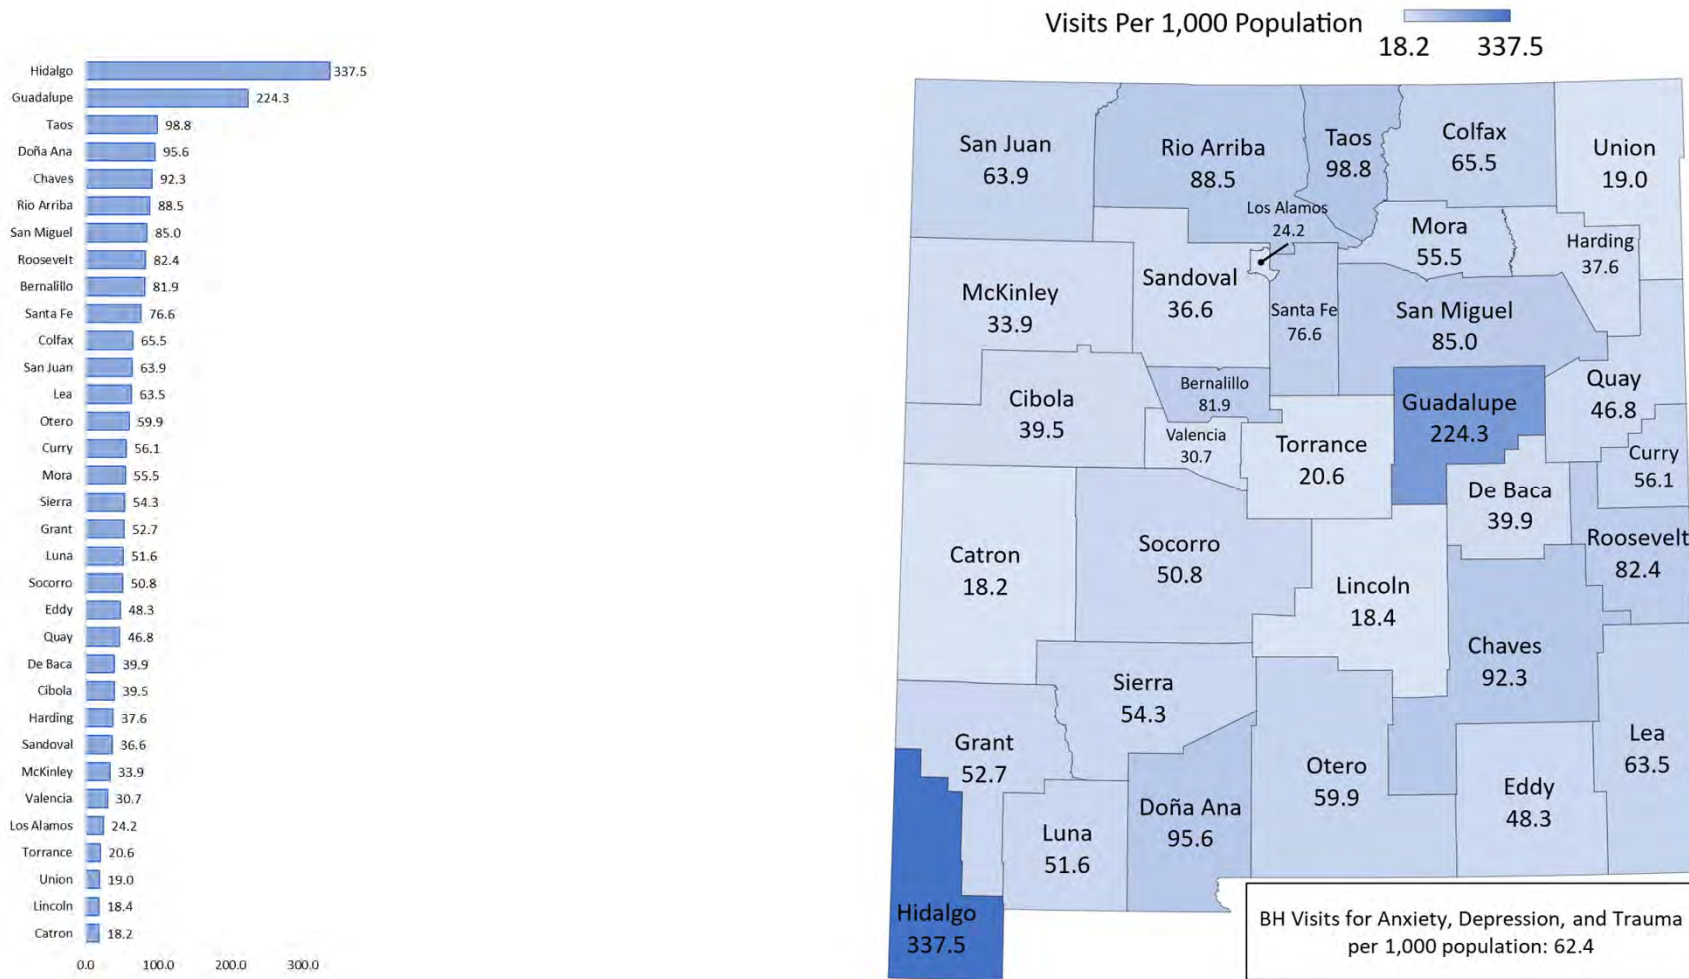 Visits Per 1,000 Population
18.2 337.5
Hidalgo 337.5
Guadalupe 224.3
Taos 98.8
Doña Ana 95.6
Chaves 92.3
Rio Arriba 88.5
San Miguel 85.0
Roosevelt 82.4
Bernalillo 81.9
Santa Fe 76.6
Colfax 65.5
San Juan 63.9
Lea 63.5
Otero 59.9
Curry 56.1
Mora 55.5
Sierra 54.3
Grant 52.7
Luna 51.6
Socorro 50.8
Eddy 48.3
Quay 46.8
De Baca 39.9
Cibola 39.5
Harding 37.6
Sandoval 36.6
McKinley 33.9
Valencia 30.7
Los Alamos 24.2
Torrance 20.6
Union 19.0
Lincoln 18.4
Catron 18.2
0.0 100.0 200.0 300.0
San Juan
63.9
Rio Arriba
88.5
Taos
98.8
Colfax
65.5
Union
19.0
Los Alamos
24.2
Mora
55.5
Harding
37.6
McKinley
33.9
Sandoval
36.6
Santa Fe
76.6
San Miguel
85.0
Cibola
39.5
Bernalillo
81.9
Guadalupe
224.3
Quay
46.8
Valencia
30.7
Torrance
20.6
Curry
56.1
De Baca
39.9
Catron
18.2
Socorro
50.8
Lincoln
18.4
Roosevelt
82.4
Chaves
92.3
Sierra
54.3
Grant
52.7
Lea
63.5
Otero
59.9
Eddy
48.3
Luna
51.6
Doña Ana
95.6
Hidalgo
337.5
BH Visits for Anxiety, Depression, and Trauma
per 1,000 population: 62.4